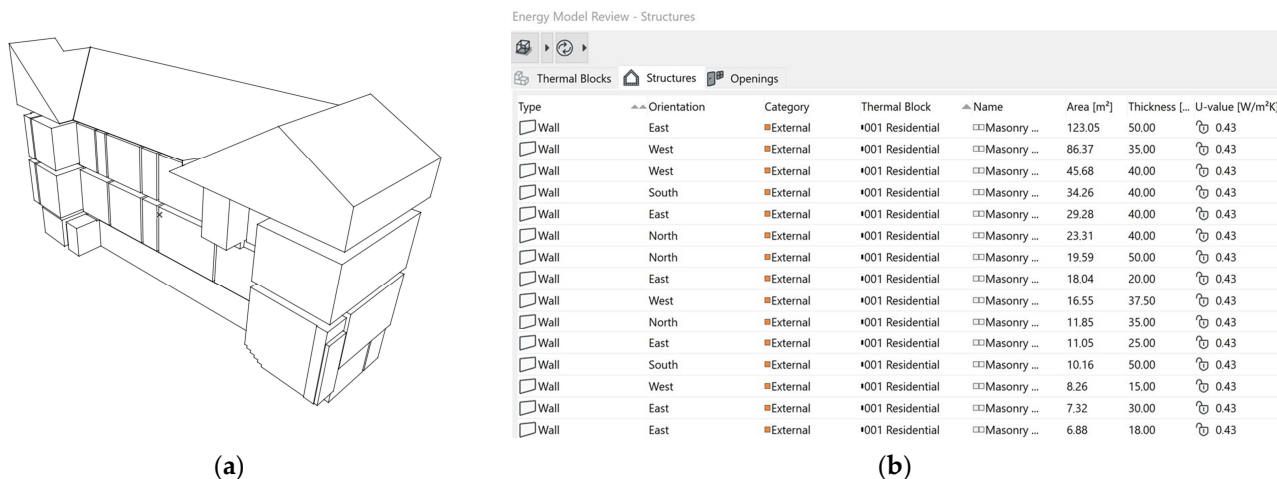 Energy Model Review - Structures
Thermal Blocks Structures Openings
Type Orientation Category Thermal Block Name Area [m²] Thickness [... U-value [W/m²K]
Wall East External 001 Residential Masonry ... 123.05 50.00 0.43
Wall West External 001 Residential Masonry ... 86.37 35.00 0.43
Wall West External 001 Residential Masonry ... 45.68 40.00 0.43
Wall South External 001 Residential Masonry ... 34.26 40.00 0.43
Wall East External 001 Residential Masonry ... 29.28 40.00 0.43
Wall North External 001 Residential Masonry ... 23.31 40.00 0.43
Wall North External 001 Residential Masonry ... 19.59 50.00 0.43
Wall East External 001 Residential Masonry ... 18.04 20.00 0.43
Wall West External 001 Residential Masonry ... 16.55 37.50 0.43
Wall North External 001 Residential Masonry ... 11.85 35.00 0.43
Wall East External 001 Residential Masonry ... 11.05 25.00 0.43
Wall South External 001 Residential Masonry ... 10.16 50.00 0.43
Wall West External 001 Residential Masonry ... 8.26 15.00 0.43
Wall East External 001 Residential Masonry ... 7.32 30.00 0.43
Wall East External 001 Residential Masonry ... 6.88 18.00 0.43
(a) (b)